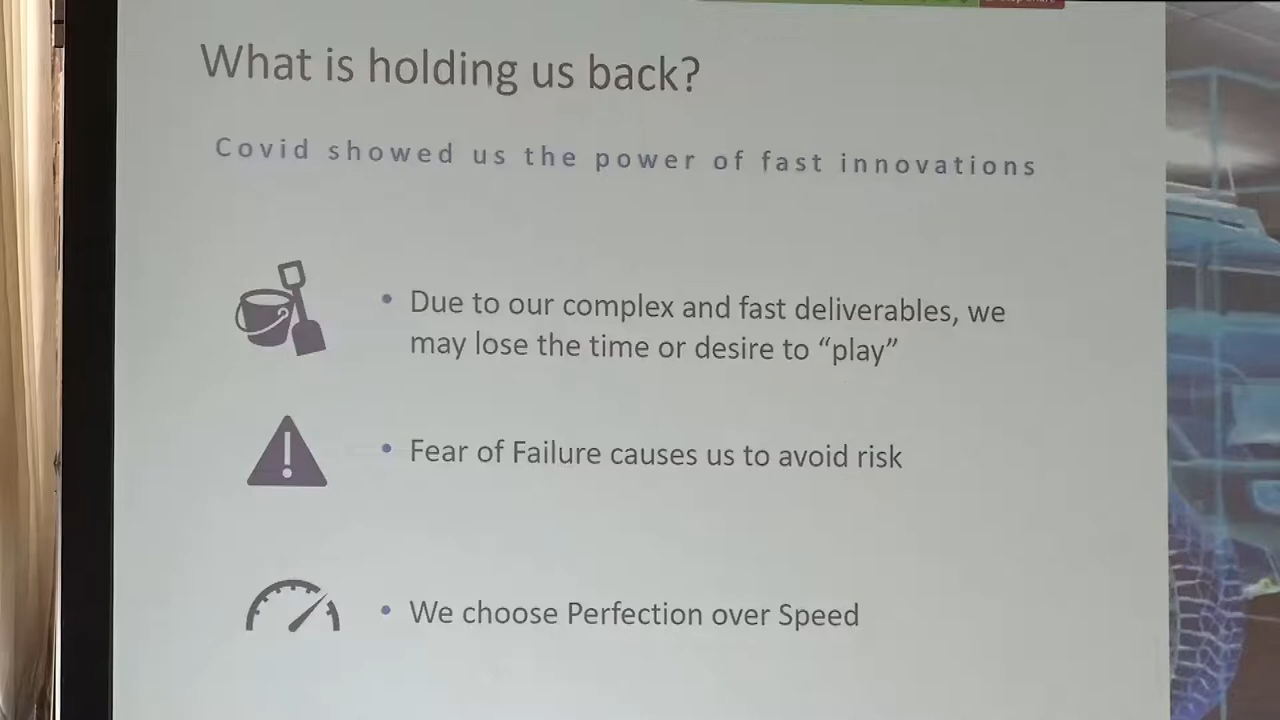 What is holding us back?
Covid showed us the power of fast innovations
• Due to our complex and fast deliverables, we
may lose the time or desire to “play”
• Fear of Failure causes us to avoid risk
• We choose Perfection over Speed